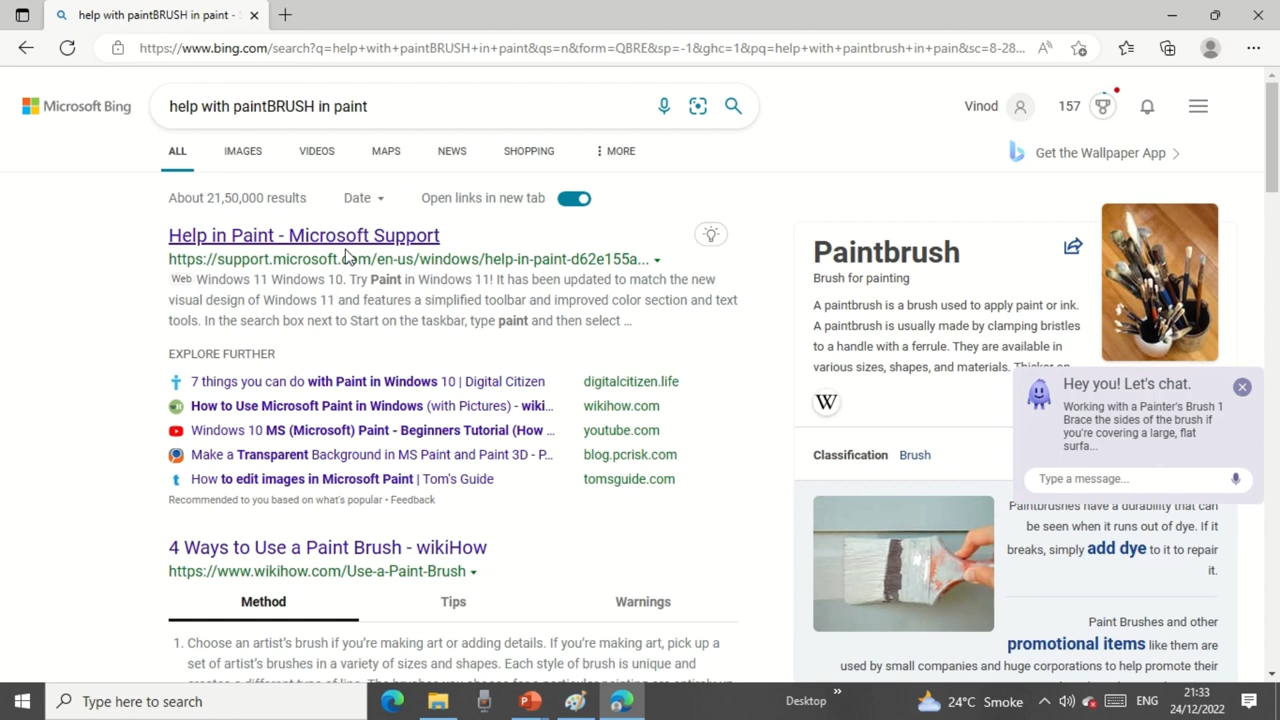 help with paintBRUSH in paint -
https://www.bing.com/search?q=help+with+paintBRUSH+in+paint&qs=n&form=QBRE&sp=-1&ghc=1&pq=help+with+paintbrush+in+pain&sc=8-28...
Microsoft Bing
help with paintBRUSH in paint
Vinod
157
ALL
IMAGES
VIDEOS
MAPS
NEWS
SHOPPING
MORE
Get the Wallpaper App
About 21,50,000 results
Date
Open links in new tab
Help in Paint - Microsoft Support
https://support.microsoft.com/en-us/windows/help-in-paint-d62e155a...
Web Windows 11 Windows 10. Try Paint in Windows 11! It has been updated to match the new
visual design of Windows 11 and features a simplified toolbar and improved color section and text
tools. In the search box next to Start on the taskbar, type paint and then select ...
EXPLORE FURTHER
7 things you can do with Paint in Windows 10 | Digital Citizen
digitalcitizen.life
How to Use Microsoft Paint in Windows (with Pictures) - wiki...
wikihow.com
Windows 10 MS (Microsoft) Paint - Beginners Tutorial (How ...
youtube.com
Make a Transparent Background in MS Paint and Paint 3D - P...
blog.pcrisk.com
How to edit images in Microsoft Paint | Tom's Guide
tomsguide.com
Recommended to you based on what's popular • Feedback
4 Ways to Use a Paint Brush - wikiHow
https://www.wikihow.com/Use-a-Paint-Brush
Method
Tips
Warnings
1. Choose an artist's brush if you're making art or adding details. If you're making art, pick up a
set of artist's brushes in a variety of sizes and shapes. Each style of brush is unique and
Paintbrush
Brush for painting
A paintbrush is a brush used to apply paint or ink.
A paintbrush is usually made by clamping bristles
to a handle with a ferrule. They are available in
various sizes, shapes, and materials. Thicker
W
Classification Brush
Hey you! Let's chat.
Working with a Painter's Brush 1
Brace the sides of the brush if
you're covering a large, flat
surfa...
Type a message...
Paintbrushes have a durability that can
be seen when it runs out of dye. If it
breaks, simply add dye to it to repair
it.
Paint Brushes and other
promotional items like them are
used by small companies and huge corporations to help promote their
Type here to search
Desktop
24°C Smoke
ENG
21:33
24/12/2022